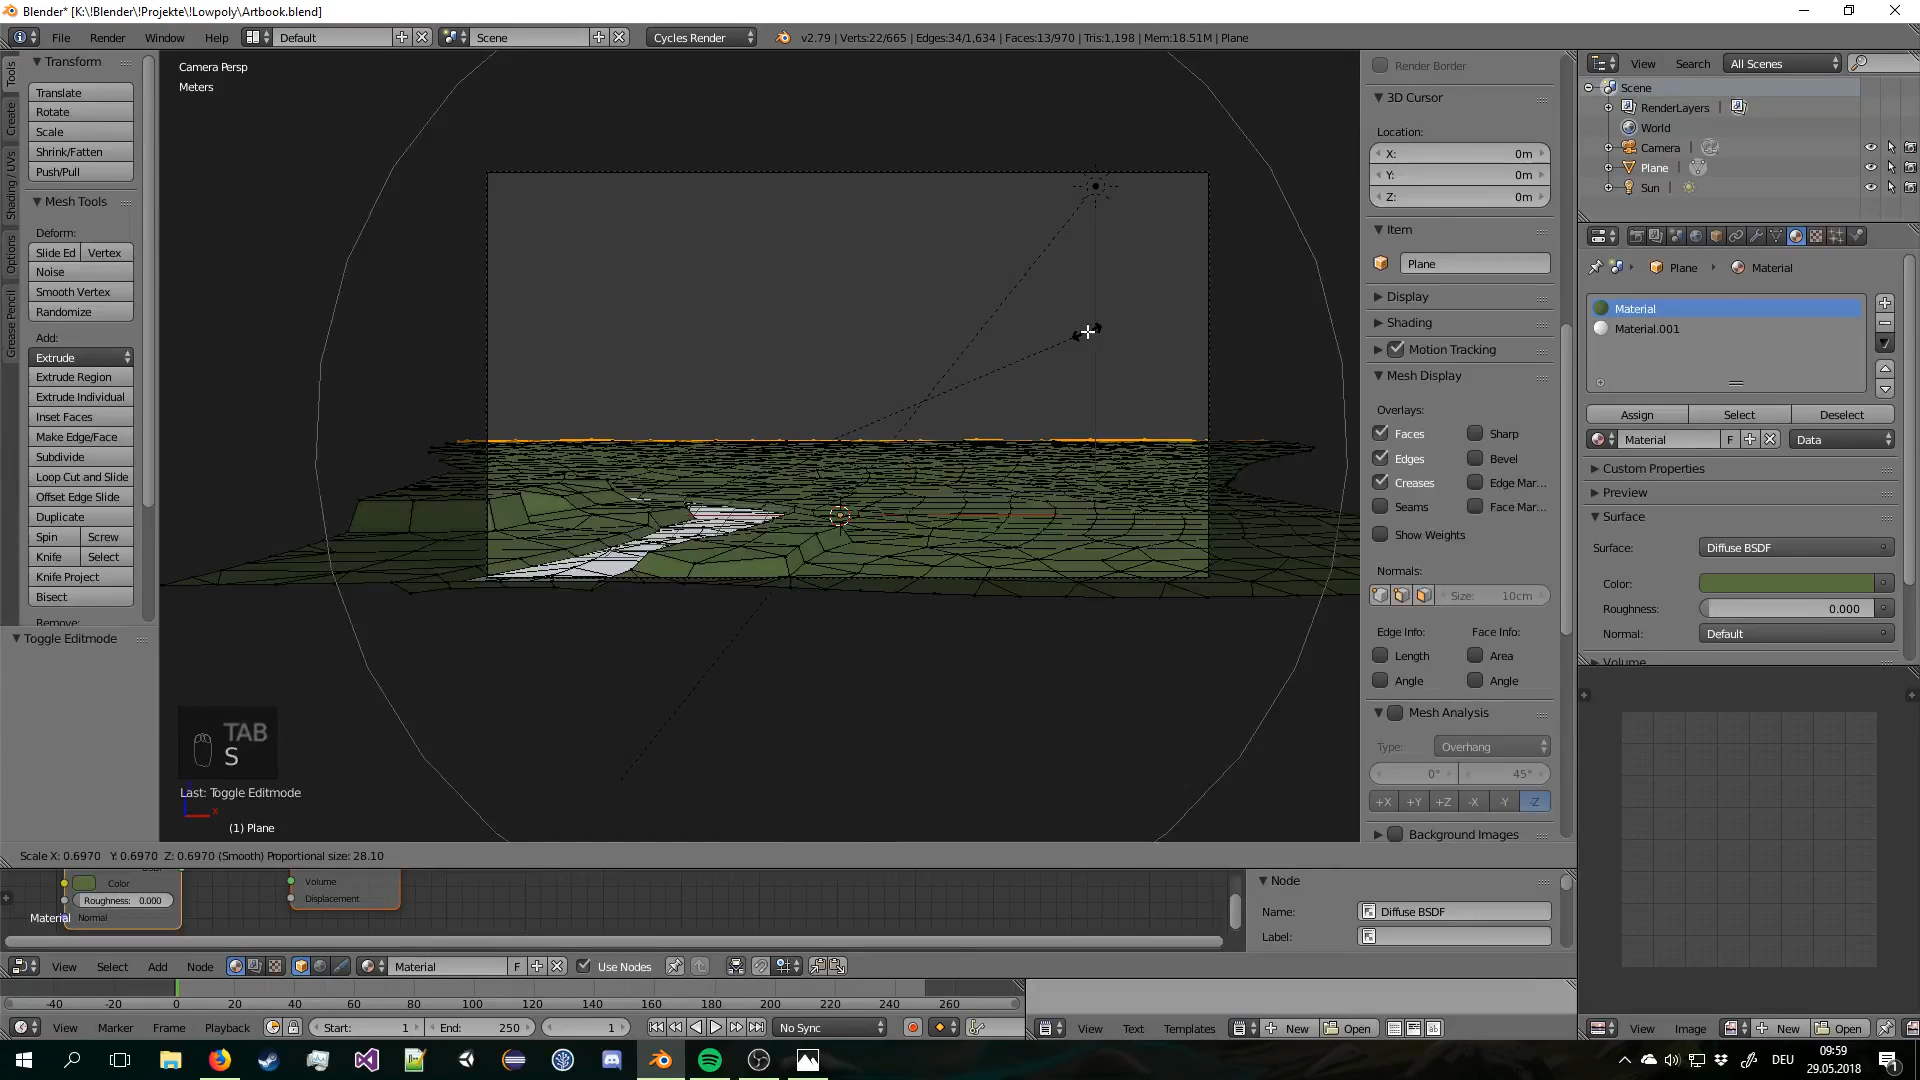 Blender* [K:\!Blender\!Projekte\!Lowpoly\Artbook.blend]
File Render Window Help Default Scene Cycles Render v2.79 | Verts:22/665 | Edges:34/1,634 | Faces:13/970 | Tris:1,198 | Mem:18.51M | Plane
Tools
Create
Shading / UVs
Options
Grease Pencil
Transform
Translate
Rotate
Scale
Shrink/Fatten
Push/Pull
Mesh Tools
Deform:
Slide Ed Vertex
Noise
Smooth Vertex
Randomize
Add:
Extrude
Extrude Region
Extrude Individual
Inset Faces
Make Edge/Face
Subdivide
Loop Cut and Slide
Offset Edge Slide
Duplicate
Spin Screw
Knife Select
Knife Project
Bisect
Remove:
Toggle Editmode
Camera Persp
Meters
TAB
S
Last: Toggle Editmode
x
(1) Plane
Scale X: 0.6970 Y: 0.6970 Z: 0.6970 (Smooth) Proportional size: 28.10
Render Border
3D Cursor
Location:
X: 0m
Y: 0m
Z: 0m
Item
Plane
Display
Shading
Motion Tracking
Mesh Display
Overlays:
Faces Sharp
Edges Bevel
Creases Edge Mar...
Seams Face Mar...
Show Weights
Normals:
Size: 10cm
Edge Info: Face Info:
Length Area
Angle Angle
Mesh Analysis
Type: Overhang
0° 45°
+X +Y +Z -X -Y -Z
Background Images
View Search All Scenes
Scene
RenderLayers
World
Camera
Plane
Sun
Plane Material
Material
Material.001
Assign Select Deselect
Material F Data
Custom Properties
Preview
Surface
Surface: Diffuse BSDF
Color:
Roughness: 0.000
Normal: Default
Volume
Color
Roughness: 0.000
Normal
Material
Volume
Displacement
Node
Name: Diffuse BSDF
Label:
View Select Add Node Material F Use Nodes
-40 -20 0 20 40 60 80 100 120 140 160 180 200 220 240 260
View Marker Frame Playback Start: 1 End: 250 1 No Sync
View Text Templates New Open
View Image New Open
DEU
09:59
29.05.2018
1